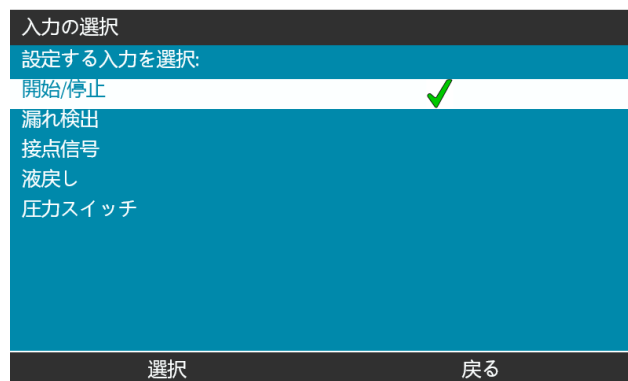 入力の選択
設定する入力を選択:
開始/停止
漏れ検出
接点信号
液戻し
圧力スイッチ
選択 戻る